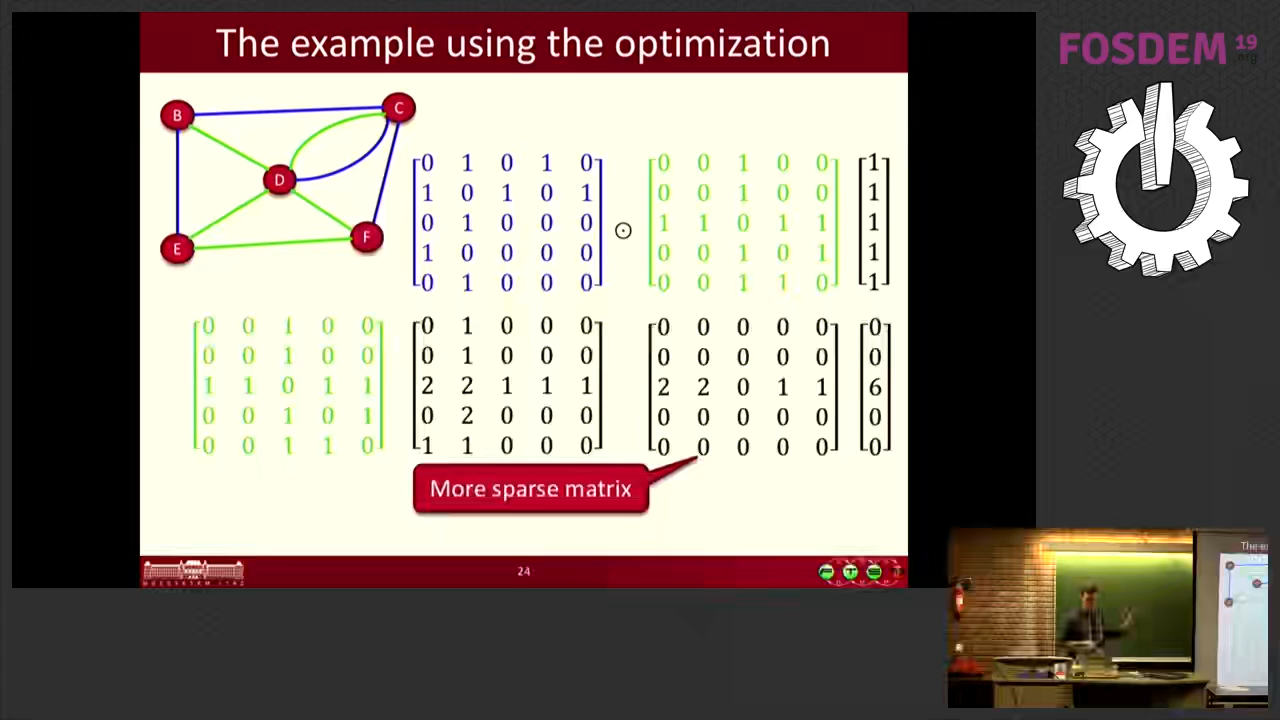 The example using the optimization
FOSDEM 19
.org
B
C
D
E
F
0 1 0 1 0
1 0 1 0 1
0 1 0 0 0
1 0 0 0 0
0 1 0 0 0
⊙
0 0 1 0 0
0 0 1 0 0
1 1 0 1 1
0 0 1 0 1
0 0 1 1 0
1
1
1
1
1
0 0 1 0 0
0 0 1 0 0
1 1 0 1 1
0 0 1 0 1
0 0 1 1 0
0 1 0 0 0
0 1 0 0 0
2 2 1 1 1
0 2 0 0 0
1 1 0 0 0
0 0 0 0 0
0 0 0 0 0
2 2 0 1 1
0 0 0 0 0
0 0 0 0 0
0
0
6
0
0
More sparse matrix
24